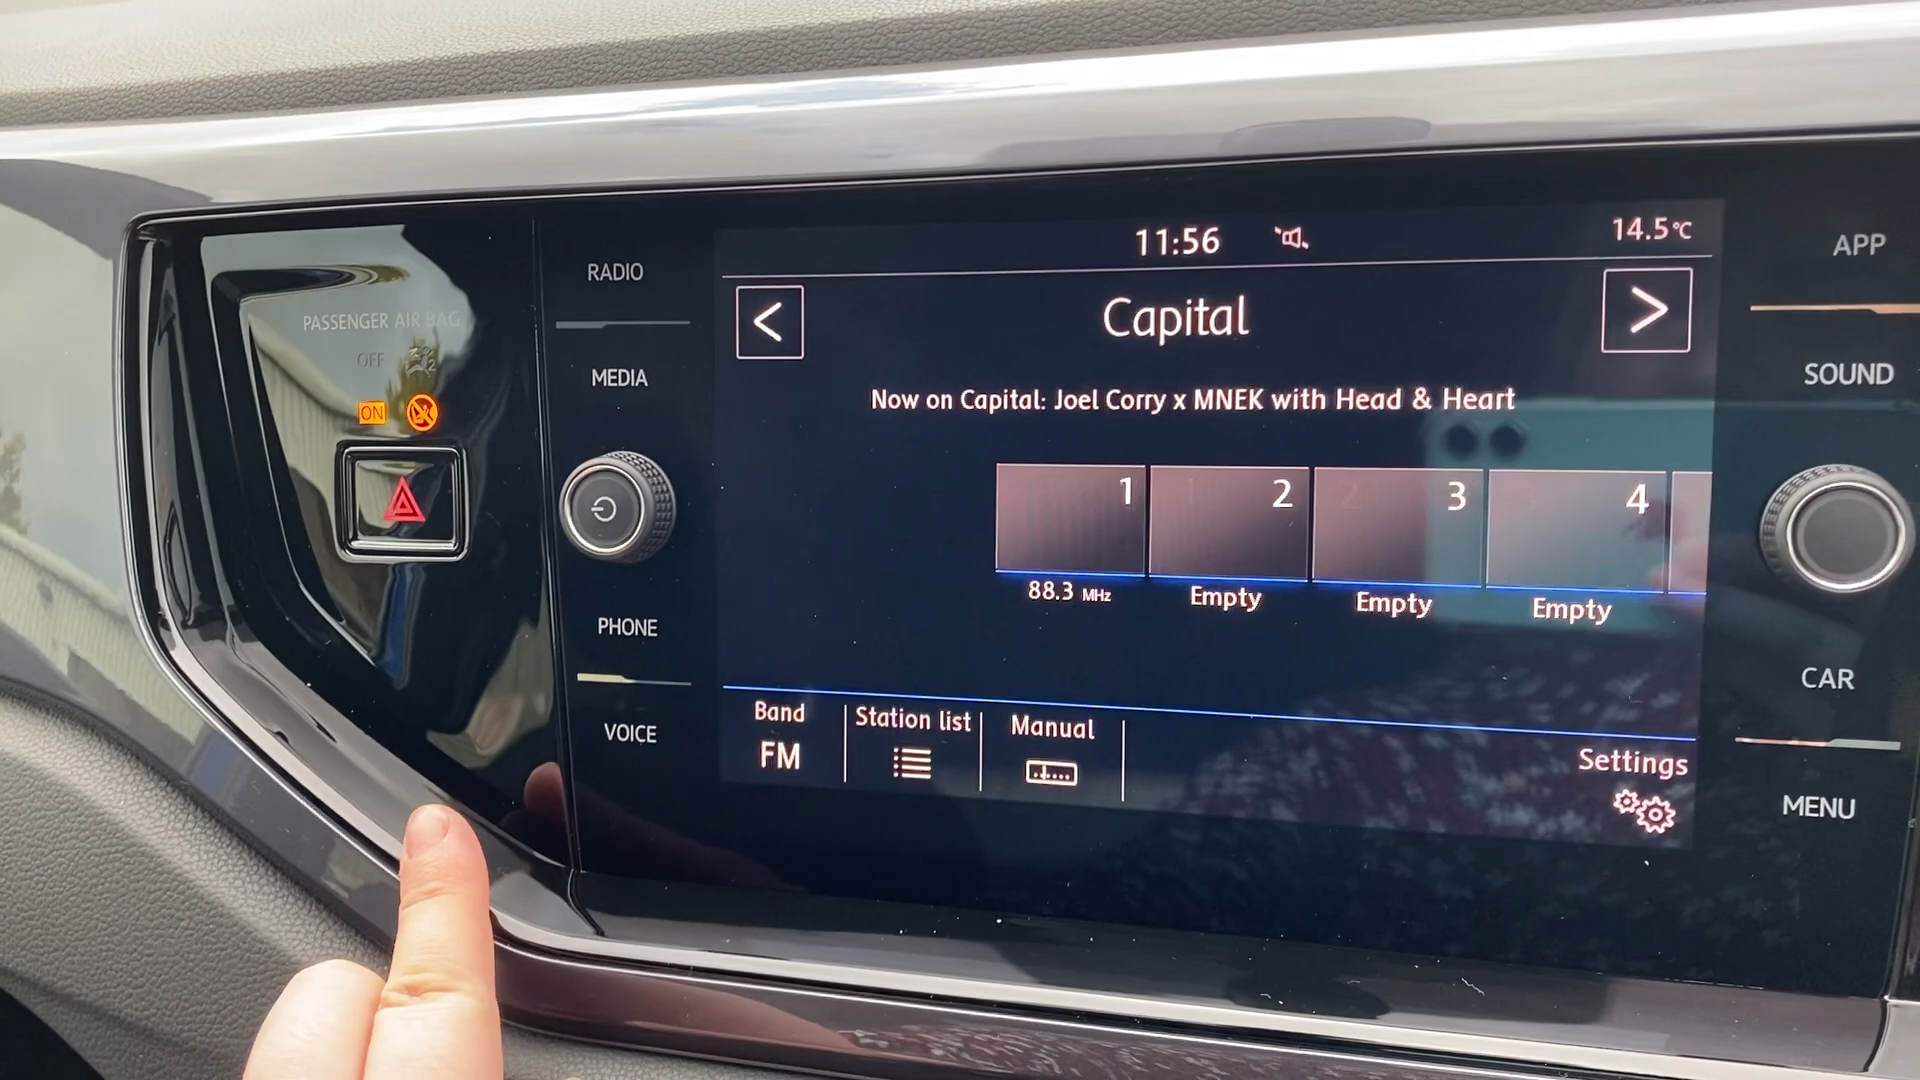 PASSENGER AIR BAG
OFF
ON
RADIO
MEDIA
PHONE
VOICE
11:56
14.5°C
<
Capital
>
Now on Capital: Joel Corry x MNEK with Head & Heart
1
2
3
4
88.3 MHz
Empty
Empty
Empty
Band
FM
Station list
Manual
Settings
APP
SOUND
CAR
MENU